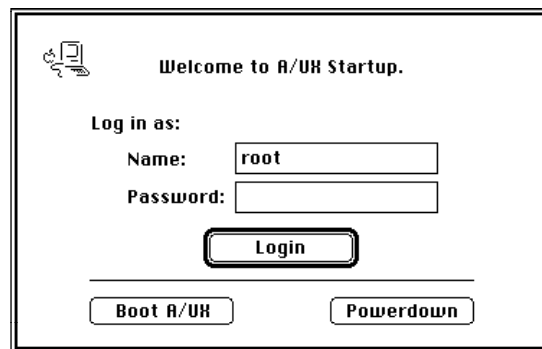 Welcome to A/UX Startup.
Log in as:
Name: root
Password:
Login
Boot A/UX Powerdown